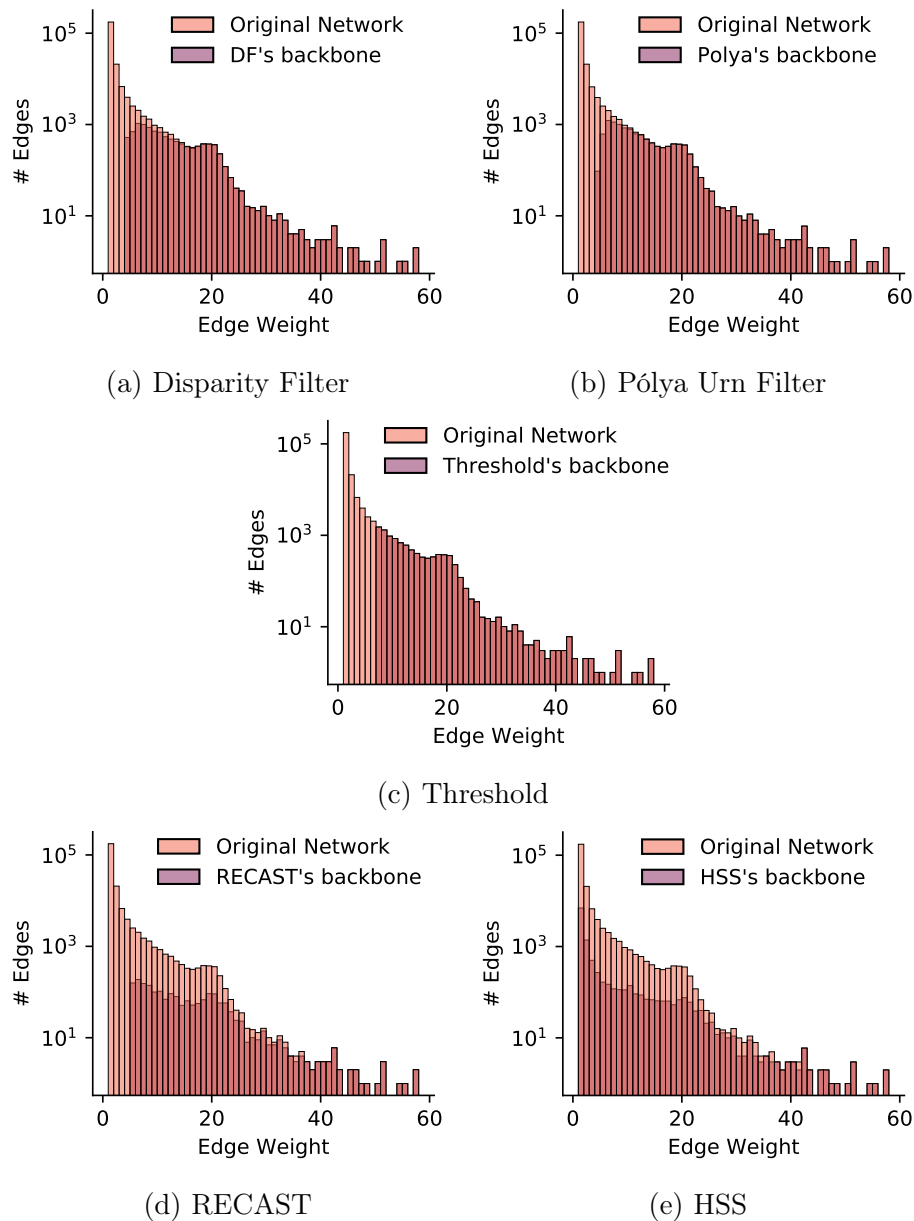 Original Network
DF's backbone
10^5
10^3
10^1
# Edges
0 20 40 60
Edge Weight
(a) Disparity Filter
Original Network
Polya's backbone
10^5
10^3
10^1
# Edges
0 20 40 60
Edge Weight
(b) Pólya Urn Filter
Original Network
Threshold's backbone
10^5
10^3
10^1
# Edges
0 20 40 60
Edge Weight
(c) Threshold
Original Network
RECAST's backbone
10^5
10^3
10^1
# Edges
0 20 40 60
Edge Weight
(d) RECAST
Original Network
HSS's backbone
10^5
10^3
10^1
# Edges
0 20 40 60
Edge Weight
(e) HSS